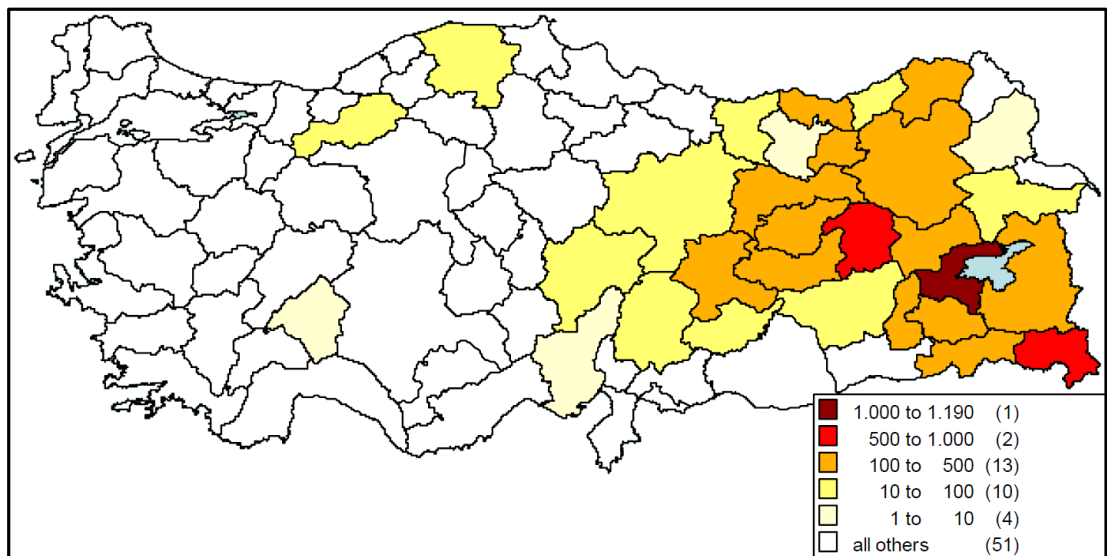 1.000 to 1.190 (1)
500 to 1.000 (2)
100 to 500 (13)
10 to 100 (10)
1 to 10 (4)
all others (51)